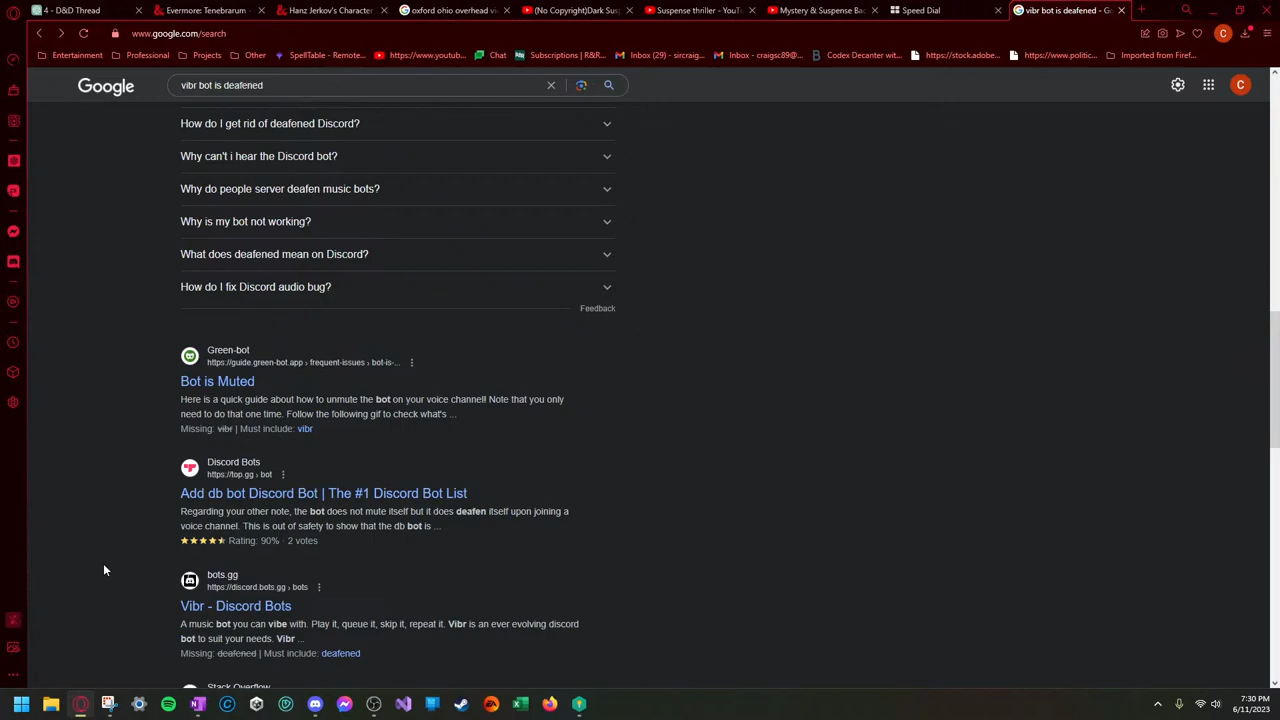 4 - D&D Thread
Evermore: Tenebrarum
Hanz Jerkov's Character
oxford ohio overhead vi
(No Copyright)Dark Sus
Suspense thriller - YouTu
Mystery & Suspense Bac
Speed Dial
vibr bot is deafened - Go
www.google.com/search
Entertainment
Professional
Projects
Other
SpellTable - Remote...
https://www.youtub...
Chat
Subscriptions | R&R...
Inbox (29) - sircraig...
Inbox - craigsc89@...
Codex Decanter wit...
https://stock.adobe...
https://www.politic...
Imported from Firef...
Google
vibr bot is deafened
C
How do I get rid of deafened Discord?
Why can't i hear the Discord bot?
Why do people server deafen music bots?
Why is my bot not working?
What does deafened mean on Discord?
How do I fix Discord audio bug?
Feedback
Green-bot
https://guide.green-bot.app › frequent-issues › bot-is-...
Bot is Muted
Here is a quick guide about how to unmute the bot on your voice channel! Note that you only
need to do that one time. Follow the following gif to check what's ...
Missing: vibr | Must include: vibr
Discord Bots
https://top.gg › bot
Add db bot Discord Bot | The #1 Discord Bot List
Regarding your other note, the bot does not mute itself but it does deafen itself upon joining a
voice channel. This is out of safety to show that the db bot is ...
Rating: 90% · 2 votes
bots.gg
https://discord.bots.gg › bots
Vibr - Discord Bots
A music bot you can vibe with. Play it, queue it, skip it, repeat it. Vibr is an ever evolving discord
bot to suit your needs. Vibr ...
Missing: deafened | Must include: deafened
Stack Overflow
7:30 PM
6/11/2023